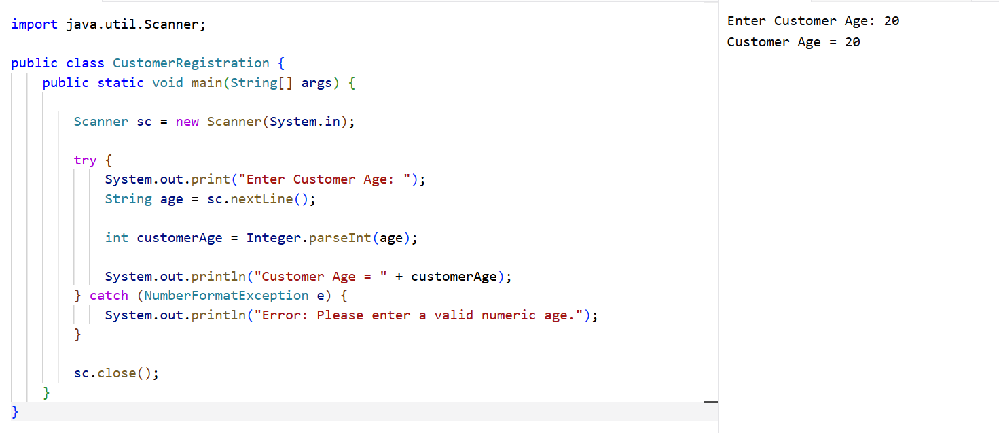 import java.util.Scanner;
public class CustomerRegistration {
public static void main(String[] args) {
Scanner sc = new Scanner(System.in);
try {
System.out.print("Enter Customer Age: ");
String age = sc.nextLine();
int customerAge = Integer.parseInt(age);
System.out.println("Customer Age = " + customerAge);
} catch (NumberFormatException e) {
System.out.println("Error: Please enter a valid numeric age.");
}
sc.close();
}
}
Enter Customer Age: 20
Customer Age = 20